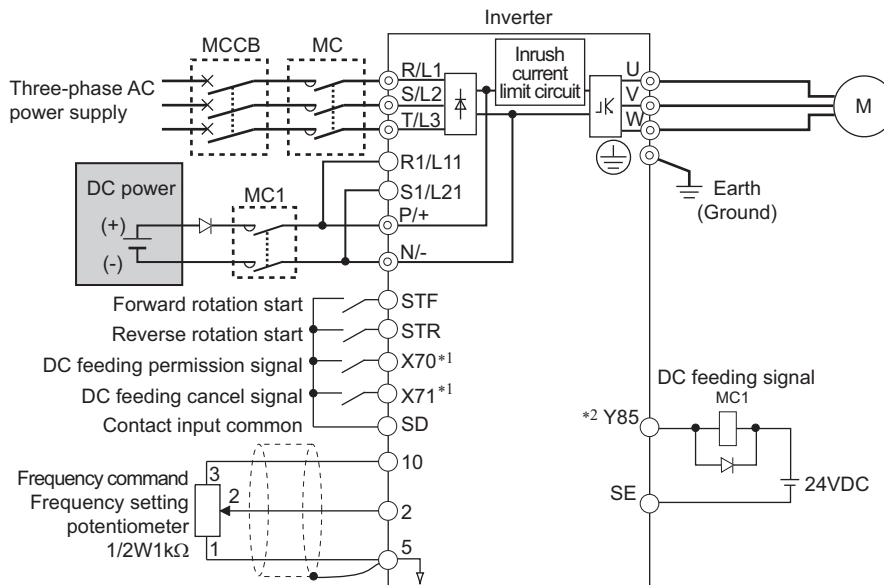 Inverter
MCCB
MC
Three-phase AC
power supply
R/L1
S/L2
T/L3
Inrush
current
limit circuit
U
V
W
M
R1/L11
S1/L21
DC power
(+)
(-)
MC1
P/+
N/-
Earth
(Ground)
Forward rotation start
STF
Reverse rotation start
STR
DC feeding permission signal
X70*1
DC feeding cancel signal
X71*1
Contact input common
SD
DC feeding signal
MC1
*2 Y85
SE
24VDC
Frequency command
Frequency setting
potentiometer
1/2W1kΩ
3
2
1
10
2
5